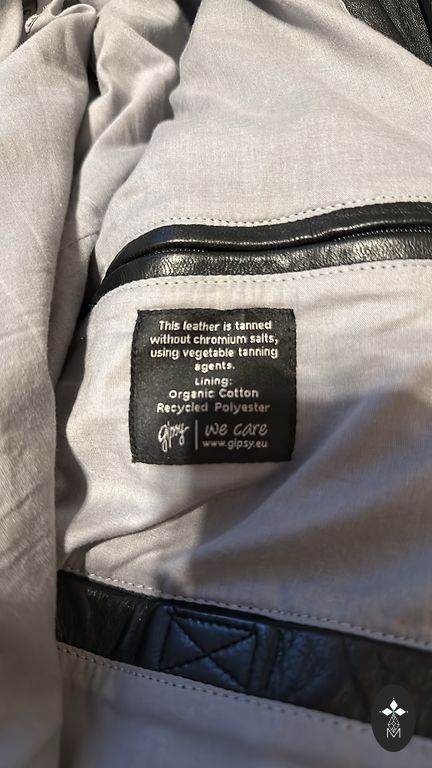 This leather is tanned
without chromium salts,
using vegetable tanning
agents.
Lining:
Organic Cotton
Recycled Polyester
gipsy | we care
www.gipsy.eu
M